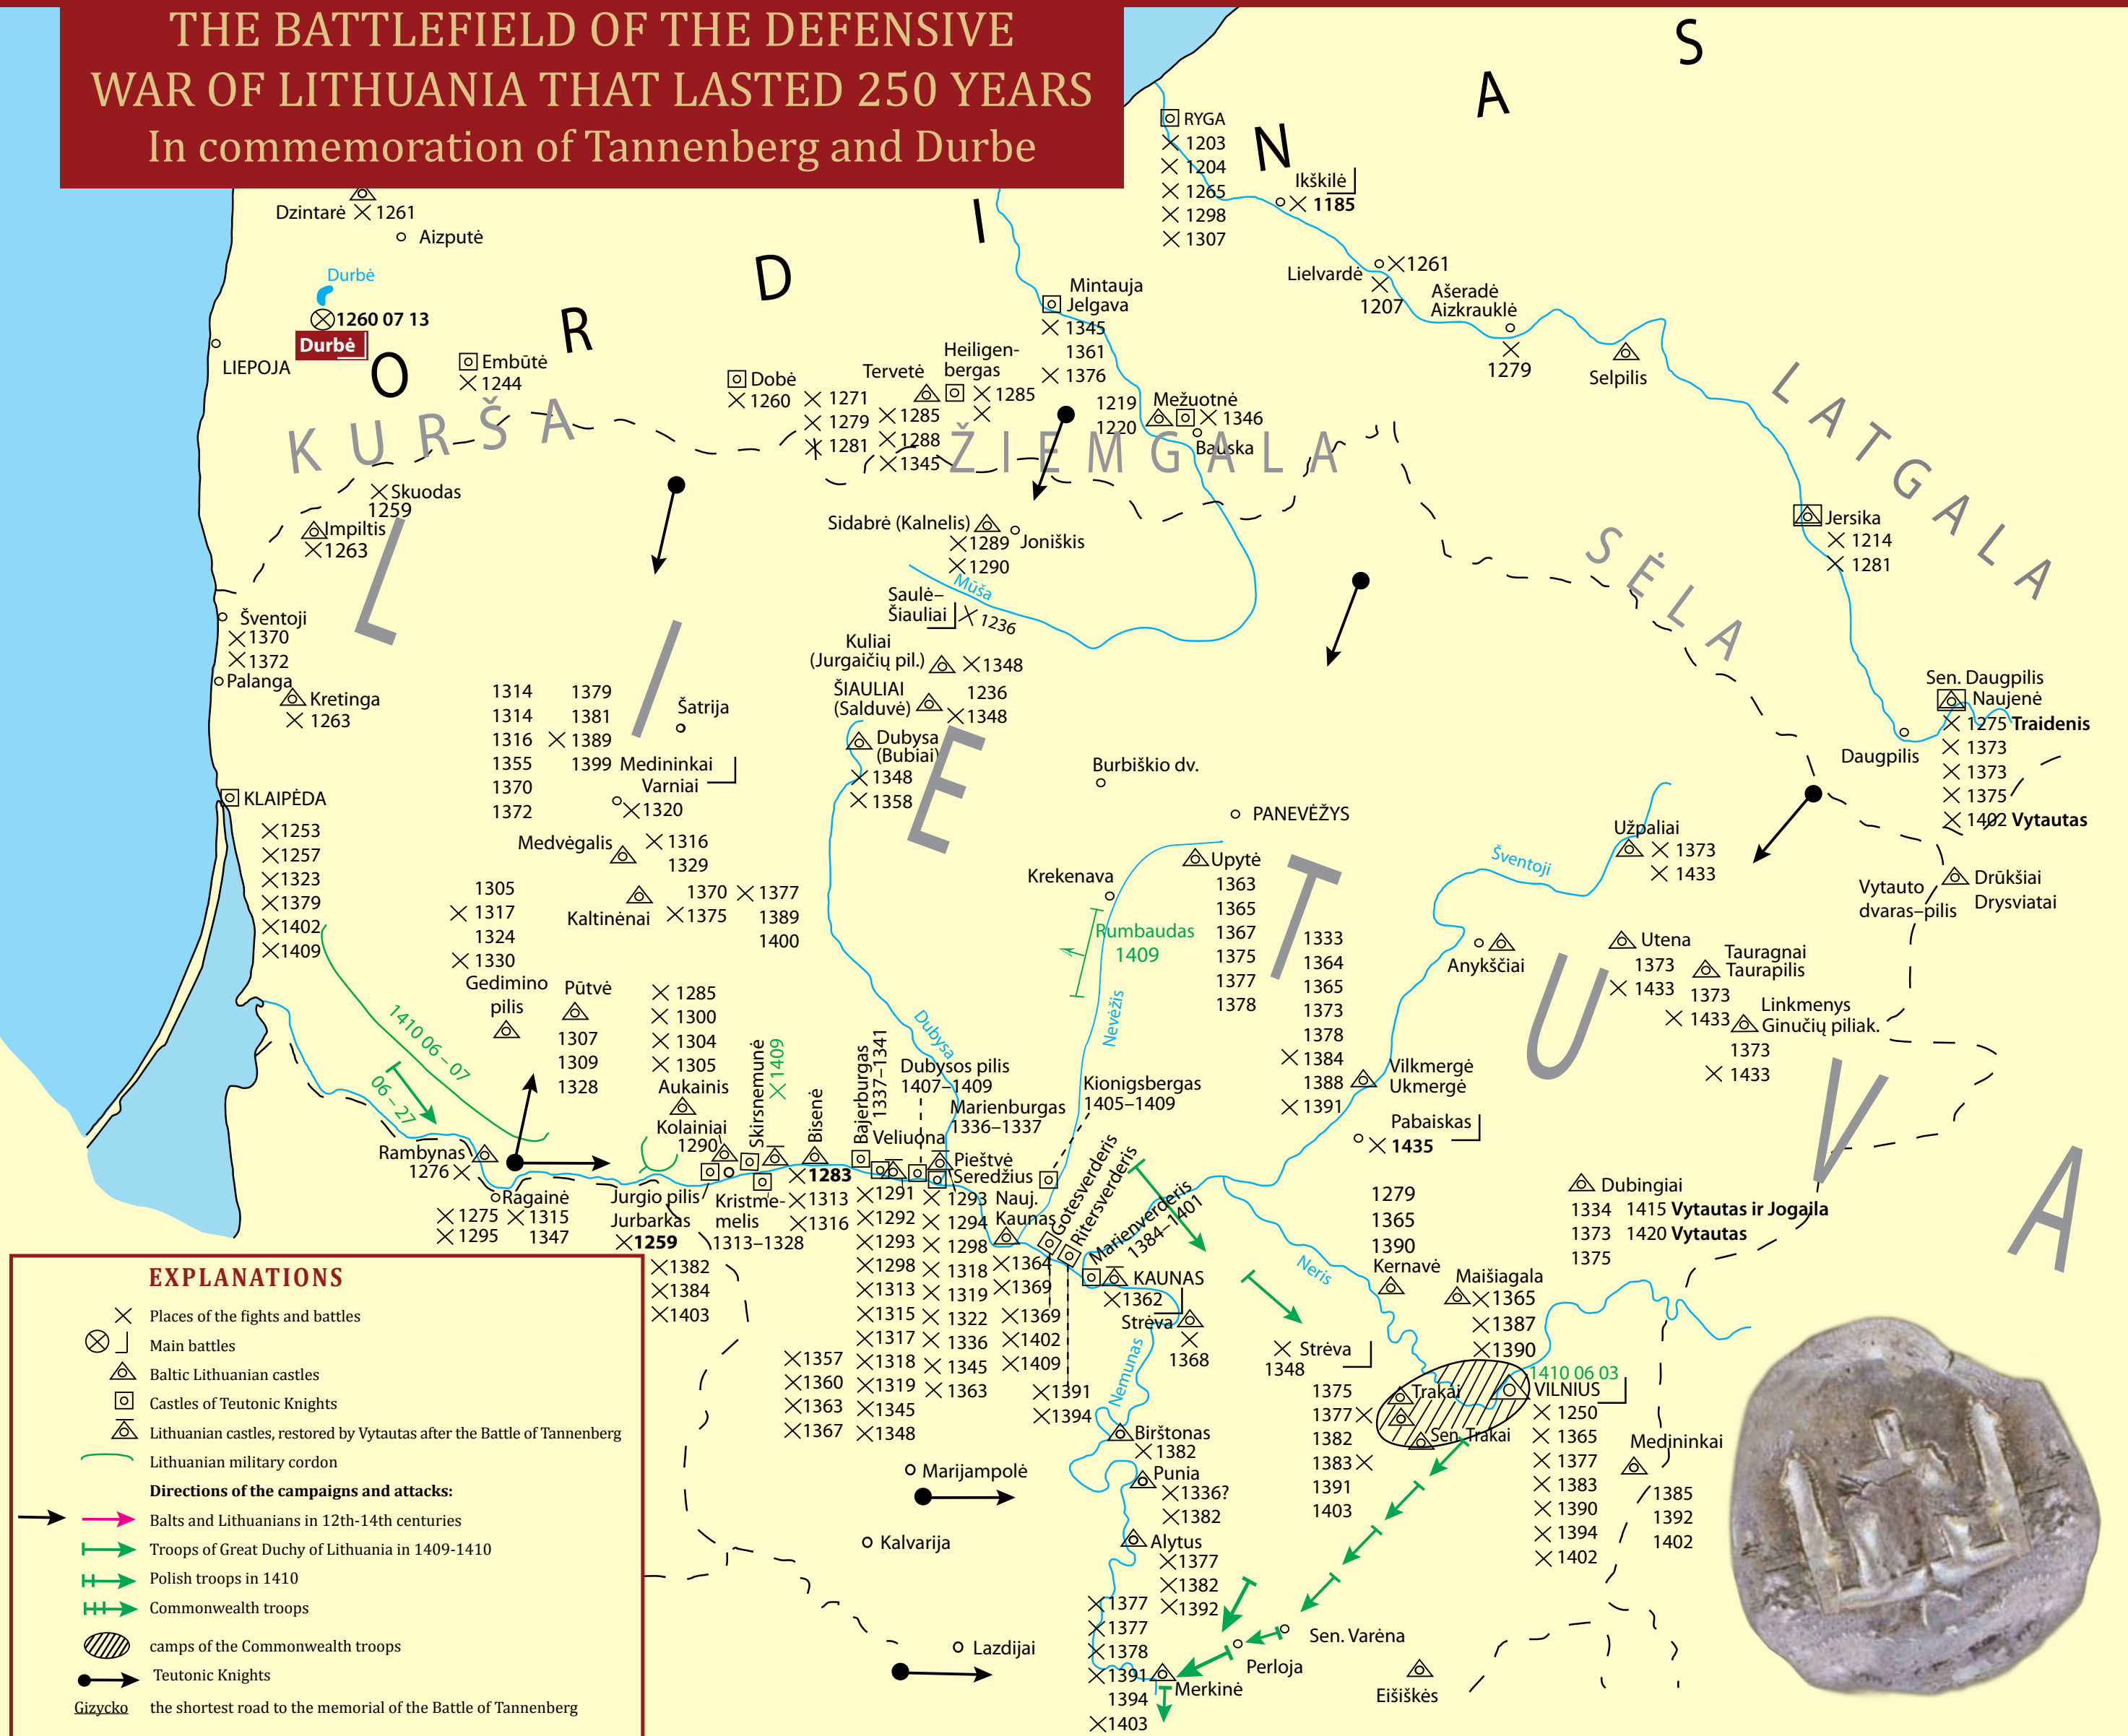 THE BATTLEFIELD OF THE DEFENSIVE
WAR OF LITHUANIA THAT LASTED 250 YEARS
In commemoration of Tannenberg and Durbe
O R D I N A S
KURŠA
ŽIEMGALA
LATGALA
SĖLA
LIETUVA
Dzintarė 1261
Aizputė
Durbė
1260 07 13
Durbė
LIEPOJA
Embūtė
1244
RYGA
1203
1204
1265
1298
1307
Ikškilė
1185
Lielvardė
1261
1207
Ašeradė
Aizkrauklė
1279
Selpilis
Mintauja
Jelgava
1345
1361
1376
Heiligen-
bergas
1285
Tervetė
1285
1288
1345
Dobė
1260
1271
1279
1281
1219
1220
Mežuotnė
1346
Bauska
Skuodas
1259
Impiltis
1263
Sidabrė (Kalnelis)
1289
1290
Joniškis
Mūša
Saulė–
Šiauliai
1236
Jersika
1214
1281
Šventoji
1370
1372
Palanga
Kretinga
1263
Kuliai
(Jurgaičių pil.)
1348
ŠIAULIAI
(Salduvė)
1236
1348
Dubysa
(Bubiai)
1348
1358
1314
1314
1316
1355
1370
1372
1379
1381
1389
1399
Šatrija
Medininkai
Varniai
1320
Medvėgalis
1316
1329
Kaltinėnai
1370
1375
1377
1389
1400
Sen. Daugpilis
Naujenė
1275 Traidenis
1373
1373
1375
1402 Vytautas
Daugpilis
Burbiškio dv.
PANEVĖŽYS
KLAIPĖDA
1253
1257
1323
1379
1402
1409
1305
1317
1324
1330
Gedimino
pilis
Pūtvė
1307
1309
1328
1285
1300
1304
1305
Aukainis
Krekenava
Rumbaudas
1409
Nevėžis
Upytė
1363
1365
1367
1375
1377
1378
Šventoji
Užpaliai
1373
1433
Vytauto
dvaras–pilis
Drūkšiai
Drysviatai
Anykščiai
Utena
1373
1433
Tauragnai
Taurapilis
1373
1433
Linkmenys
Ginučių piliak.
1373
1433
1333
1364
1365
1373
1378
1384
1388
1391
Vilkmergė
Ukmergė
Pabaiskas
1435
1410 06 – 07
06 – 27
Rambynas
1276
Ragainė
1275
1295
1315
1347
Kolainiai
1290
Skirsnemunė
1409
Bisenė
1283
1313
1316
Bajerburgas
1337–1341
Dubysa
Dubysos pilis
1407–1409
Marienburgas
1336–1337
Kionigsbergas
1405–1409
Veliuona
Pieštvė
Seredžius
Jurgio pilis
Jurbarkas
1259
1382
1384
1403
Kristme-
melis
1313–1328
1291
1292
1293
1298
1313
1315
1317
1318
1319
1345
1348
1357
1360
1363
1367
1293
1294
1298
1318
1319
1322
1336
1345
1363
Nauj.
Kaunas
1364
1369
1369
1402
1409
Gotesverderis
Ritersverderis
Marienverderis
1384–1401
1391
1394
KAUNAS
1362
Strėva
1368
Neris
Nemunas
1279
1365
1390
Kernavė
Dubingiai
1334 1415 Vytautas ir Jogaila
1373 1420 Vytautas
1375
Maišiagala
1365
1387
1390
Strėva
1348
1375
1377
1382
1383
1391
1403
Trakai
Sen. Trakai
1410 06 03
VILNIUS
1250
1365
1377
1383
1390
1394
1402
Medininkai
1385
1392
1402
Birštonas
1382
Punia
1336?
1382
Alytus
1377
1382
1392
1377
1377
1378
1391
1394
1403
Merkinė
Perloja
Sen. Varėna
Eišiškės
Marijampolė
Kalvarija
Lazdijai
EXPLANATIONS
Places of the fights and battles
Main battles
Baltic Lithuanian castles
Castles of Teutonic Knights
Lithuanian castles, restored by Vytautas after the Battle of Tannenberg
Lithuanian military cordon
Directions of the campaigns and attacks:
Balts and Lithuanians in 12th-14th centuries
Troops of Great Duchy of Lithuania in 1409-1410
Polish troops in 1410
Commonwealth troops
camps of the Commonwealth troops
Teutonic Knights
Gizycko the shortest road to the memorial of the Battle of Tannenberg